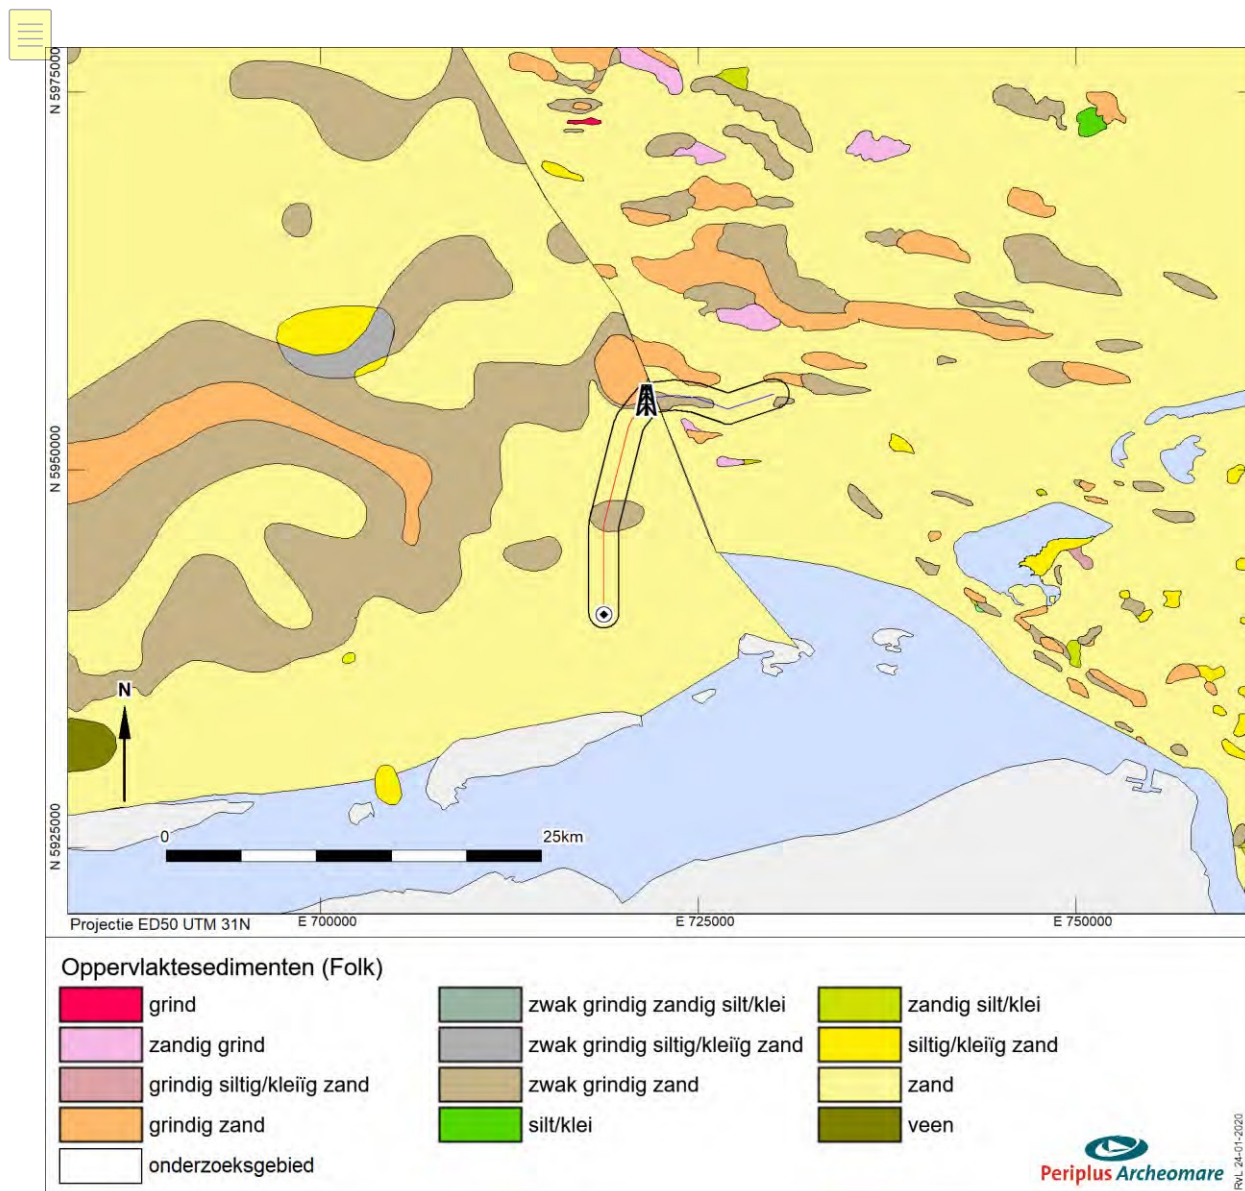 N 5975000
N 5950000
N 5925000
N
0 25km
Projectie ED50 UTM 31N
E 700000
E 725000
E 750000
Oppervlaktesedimenten (Folk)
grind
zandig grind
grindig siltig/kleiïg zand
grindig zand
onderzoeksgebied
zwak grindig zandig silt/klei
zwak grindig siltig/kleiïg zand
zwak grindig zand
silt/klei
zandig silt/klei
siltig/kleiïg zand
zand
veen
Periplus Archeomare
RvL 24-01-2020